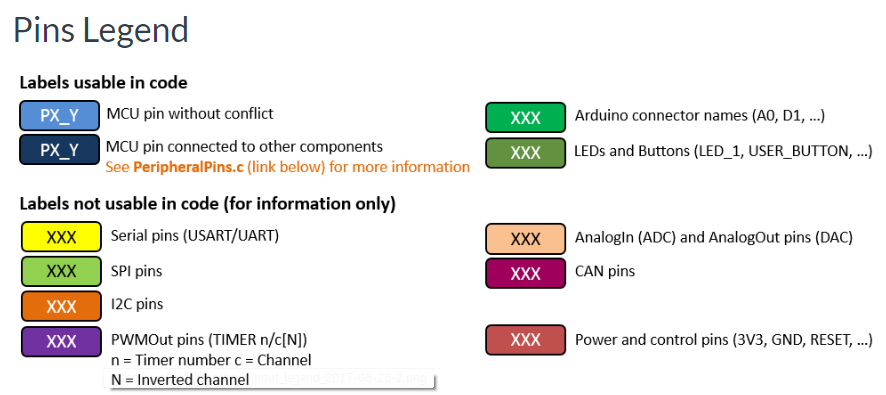 Pins Legend
Labels usable in code
PX_Y MCU pin without conflict
XXX Arduino connector names (A0, D1, ...)
PX_Y MCU pin connected to other components
See PeripheralPins.c (link below) for more information
XXX LEDs and Buttons (LED_1, USER_BUTTON, ...)
Labels not usable in code (for information only)
XXX Serial pins (USART/UART)
XXX AnalogIn (ADC) and AnalogOut pins (DAC)
XXX SPI pins
XXX CAN pins
XXX I2C pins
XXX PWMOut pins (TIMER n/c[N])
n = Timer number c = Channel
N = Inverted channel
XXX Power and control pins (3V3, GND, RESET, ...)